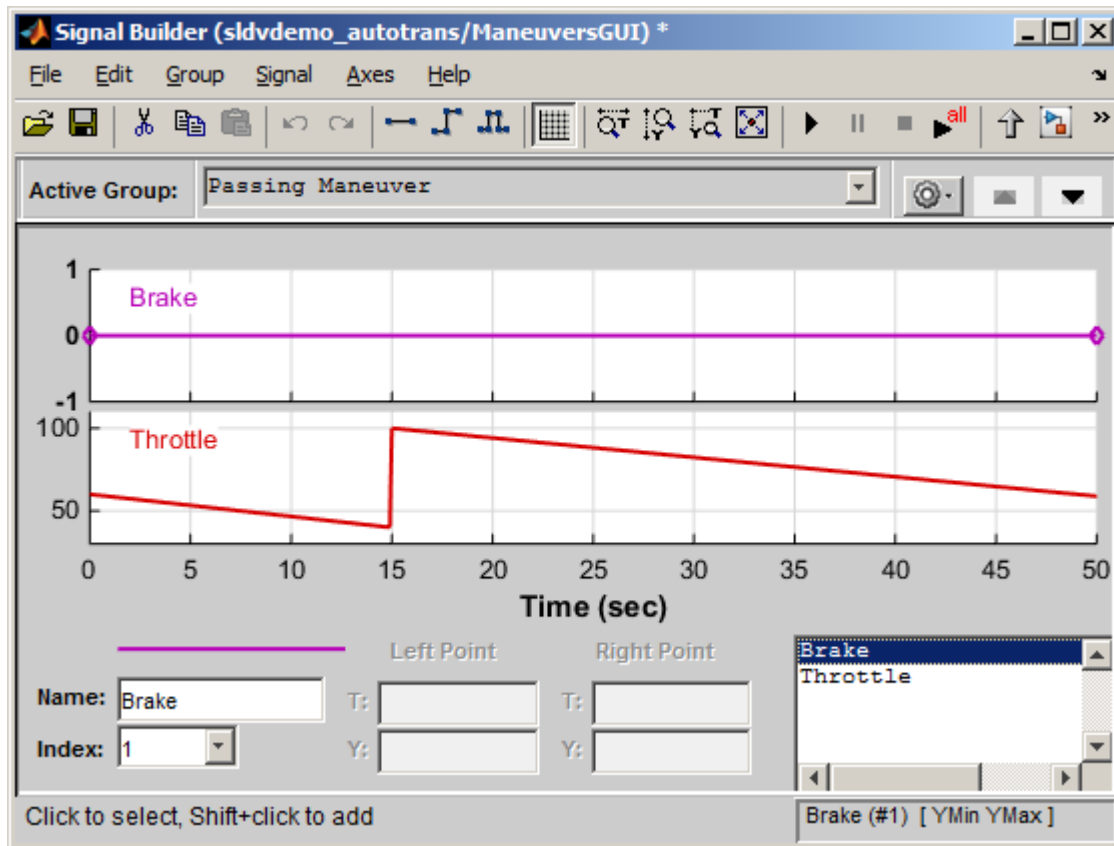 Signal Builder (sldvdemo_autotrans/ManeuversGUI) *
File Edit Group Signal Axes Help
all
Active Group: Passing Maneuver
1
Brake
0
-1
100
Throttle
50
0 5 10 15 20 25 30 35 40 45 50
Time (sec)
Left Point Right Point
Brake
Throttle
Name: Brake T: T:
Index: 1 Y: Y:
Click to select, Shift+click to add
Brake (#1) [ YMin YMax ]